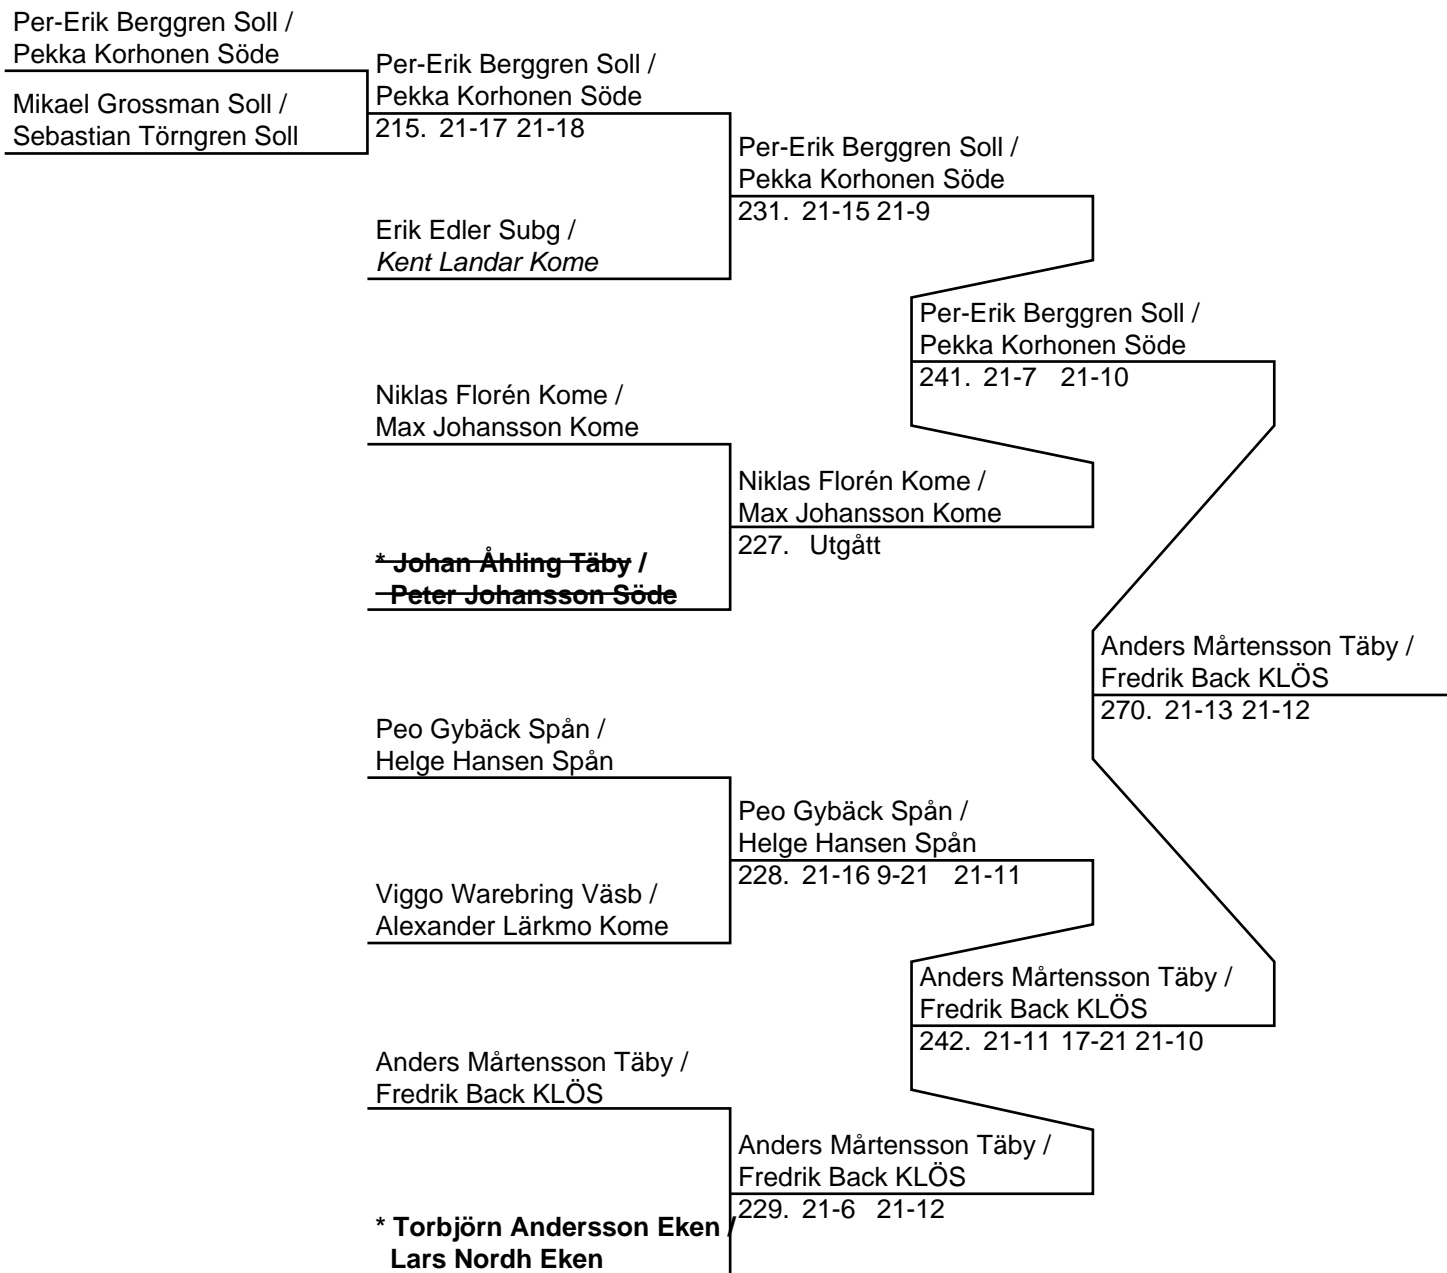 Per-Erik Berggren Soll /
Pekka Korhonen Söde
Mikael Grossman Soll /
Sebastian Törngren Soll
Per-Erik Berggren Soll /
Pekka Korhonen Söde
215. 21-17 21-18
Erik Edler Subg /
Kent Landar Kome
Niklas Florén Kome /
Max Johansson Kome
* Johan Åhling Täby /
Peter Johansson Söde
Peo Gybäck Spån /
Helge Hansen Spån
Viggo Warebring Väsb /
Alexander Lärkmo Kome
Anders Mårtensson Täby /
Fredrik Back KLÖS
* Torbjörn Andersson Eken /
Lars Nordh Eken
Per-Erik Berggren Soll /
Pekka Korhonen Söde
231. 21-15 21-9
Niklas Florén Kome /
Max Johansson Kome
227. Utgått
Peo Gybäck Spån /
Helge Hansen Spån
228. 21-16 9-21 21-11
Anders Mårtensson Täby /
Fredrik Back KLÖS
229. 21-6 21-12
Per-Erik Berggren Soll /
Pekka Korhonen Söde
241. 21-7 21-10
Anders Mårtensson Täby /
Fredrik Back KLÖS
242. 21-11 17-21 21-10
Anders Mårtensson Täby /
Fredrik Back KLÖS
270. 21-13 21-12